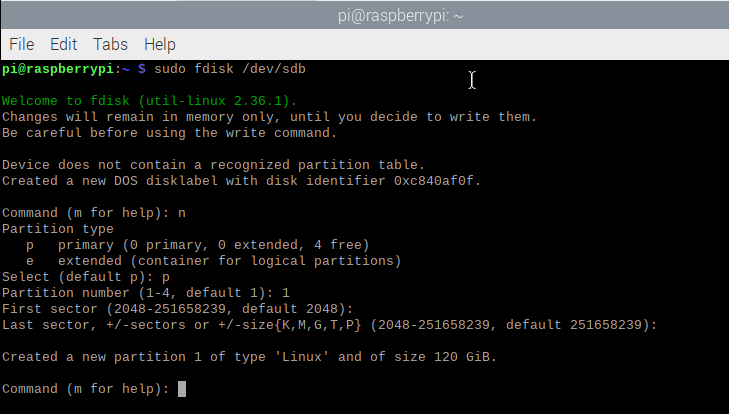 pi@raspberrypi: ~
File Edit Tabs Help
pi@raspberrypi:~ $ sudo fdisk /dev/sdb
Welcome to fdisk (util-linux 2.36.1).
Changes will remain in memory only, until you decide to write them.
Be careful before using the write command.
Device does not contain a recognized partition table.
Created a new DOS disklabel with disk identifier 0xc840af0f.
Command (m for help): n
Partition type
p primary (0 primary, 0 extended, 4 free)
e extended (container for logical partitions)
Select (default p): p
Partition number (1-4, default 1): 1
First sector (2048-251658239, default 2048):
Last sector, +/-sectors or +/-size{K,M,G,T,P} (2048-251658239, default 251658239):
Created a new partition 1 of type 'Linux' and of size 120 GiB.
Command (m for help):